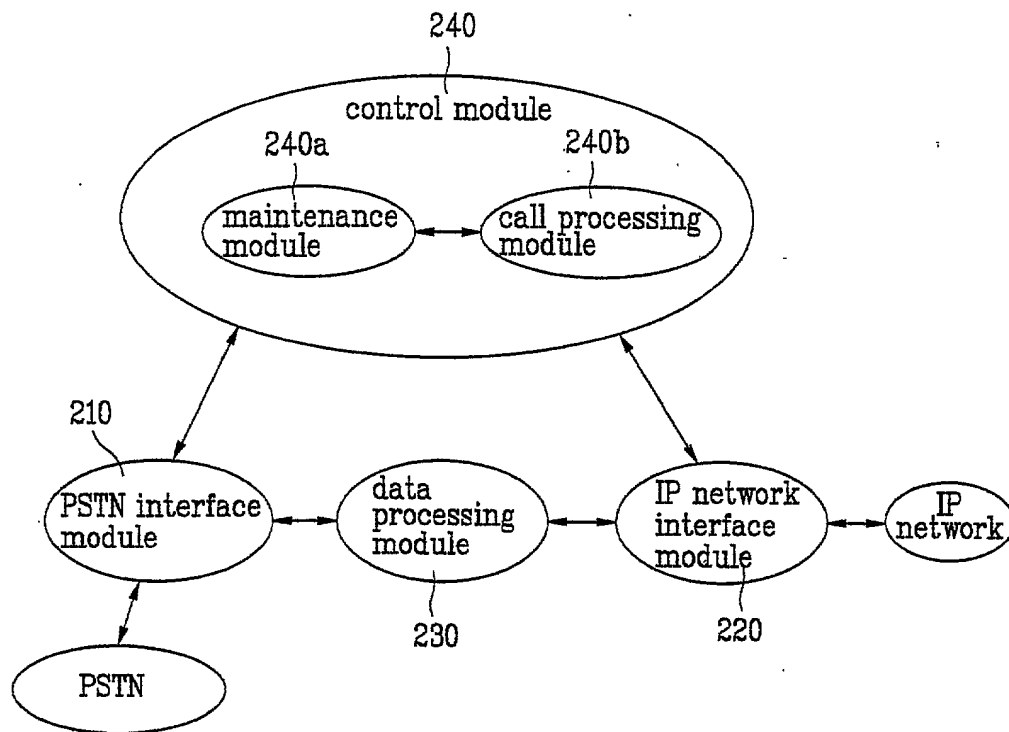 240
control module
240a
240b
maintenance
module
call processing
module
210
PSTN interface
module
data
processing
module
IP network
interface
module
IP
network
230
220
PSTN